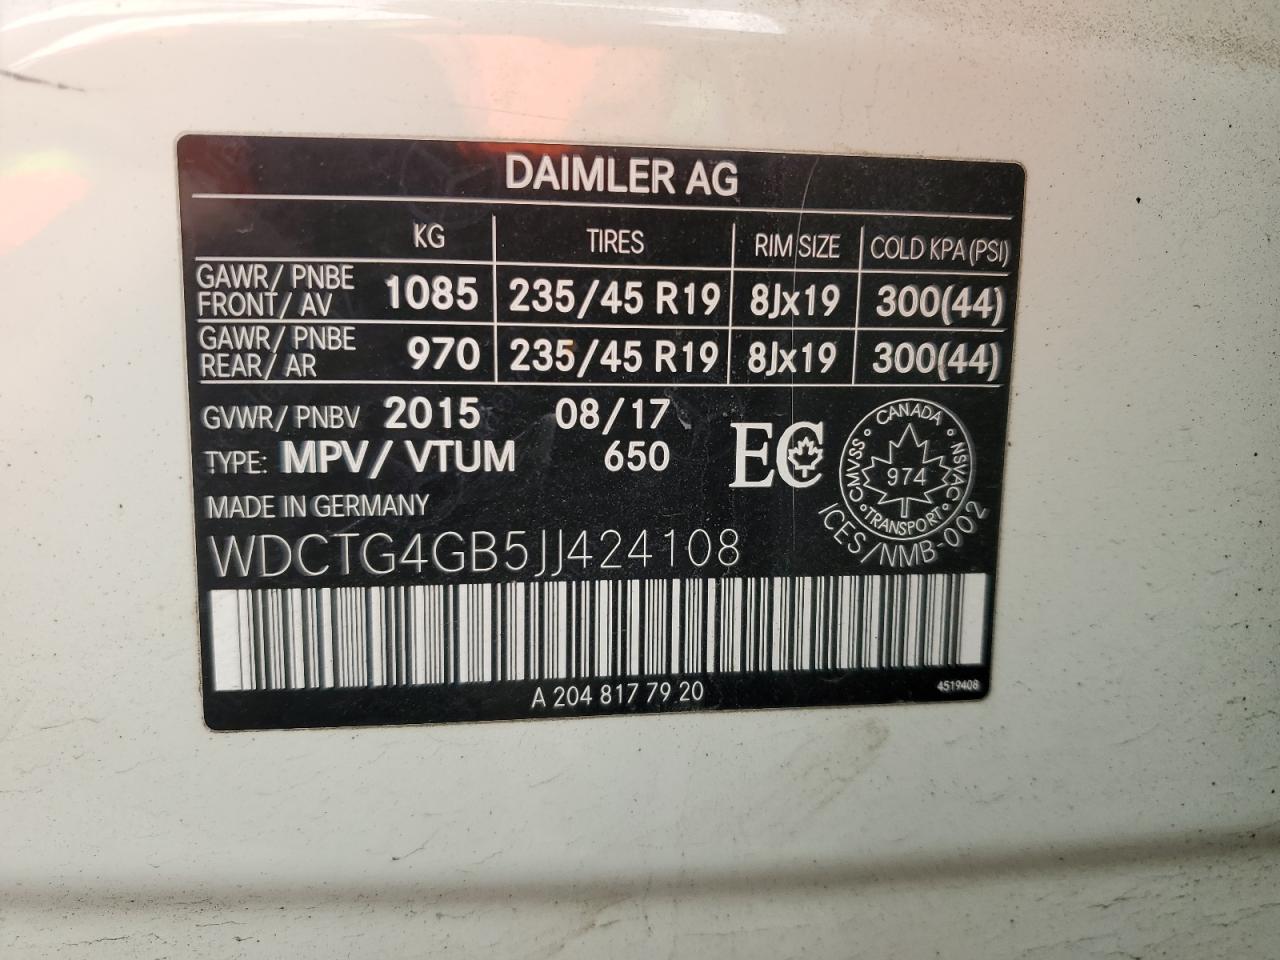 DAIMLER AG
KG TIRES RIM SIZE COLD KPA (PSI)
GAWR/ PNBE FRONT/ AV 1085 235/45 R19 8Jx19 300(44)
GAWR/ PNBE REAR/ AR 970 235/45 R19 8Jx19 300(44)
GVWR/ PNBV 2015 08/17
TYPE: MPV/ VTUM 650
EC
CANADA
CMVSS NSVAC
974
TRANSPORT
ICES/NMB-002
MADE IN GERMANY
WDCTG4GB5JJ424108
A 204 817 79 20
4519408